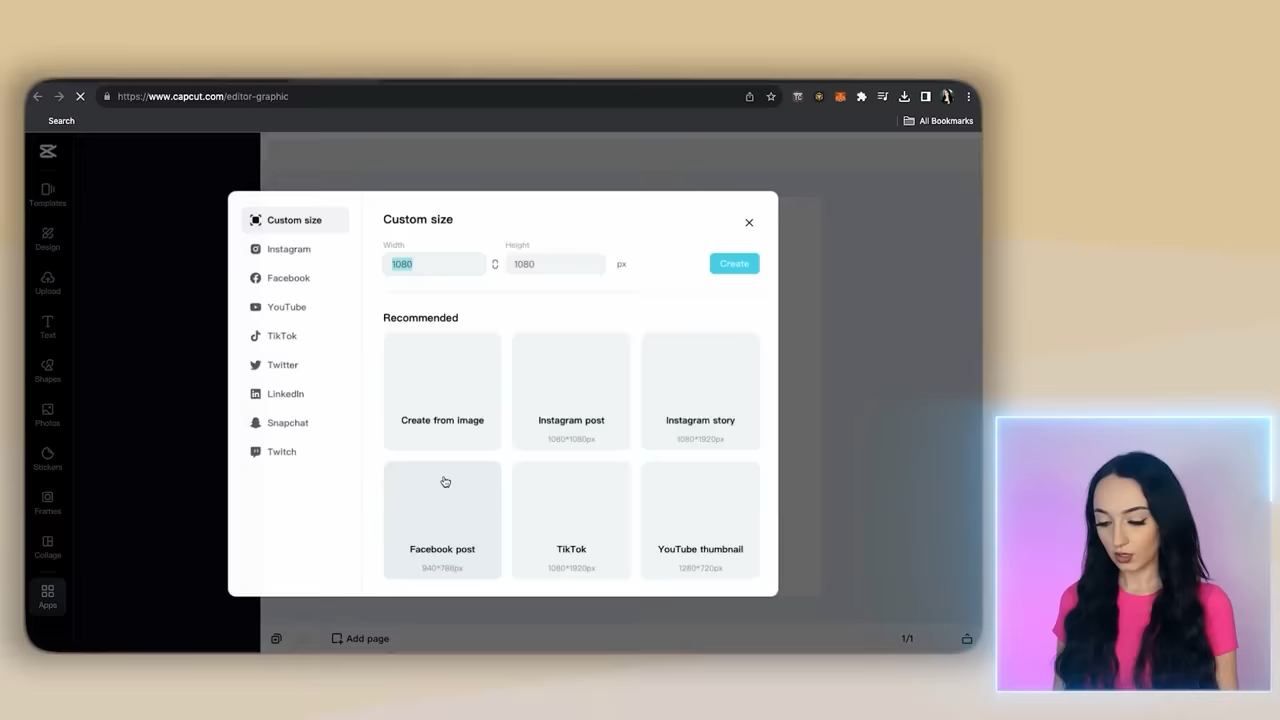 https://www.capcut.com/editor-graphic
Search
All Bookmarks
Templates
Design
Upload
Text
Shapes
Photos
Stickers
Frames
Collage
Apps
Custom size
Instagram
Facebook
YouTube
TikTok
Twitter
LinkedIn
Snapchat
Twitch
Custom size
Width Height
1080 1080 px Create
Recommended
Create from image
Instagram post
1080*1080px
Instagram story
1080*1920px
Facebook post
940*788px
TikTok
1080*1920px
YouTube thumbnail
1280*720px
Add page
1/1